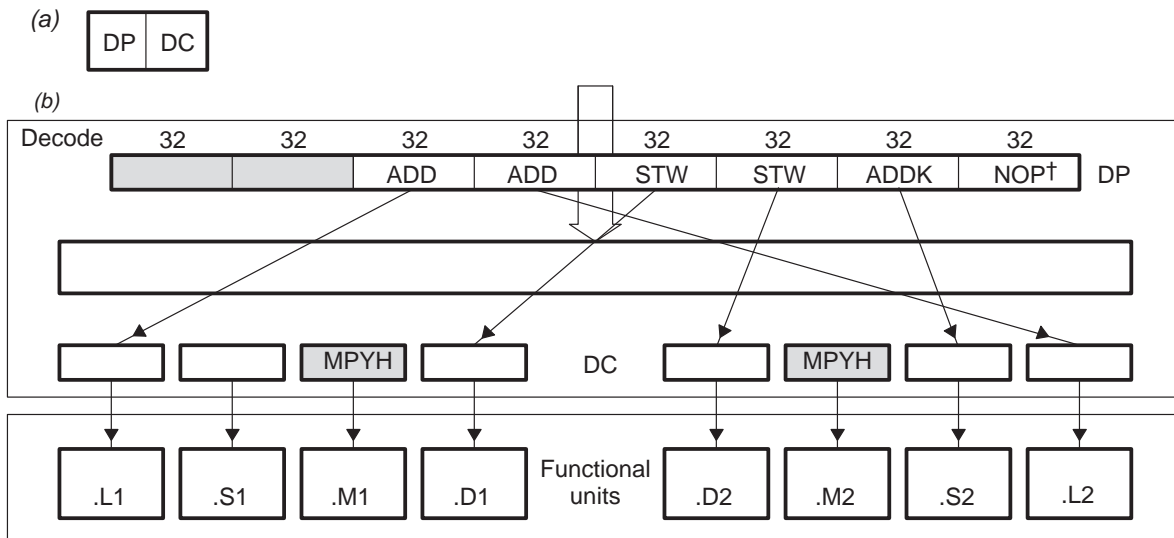 (a)
DP DC
(b)
Decode 32 32 32 32 32 32 32 32
ADD ADD STW STW ADDK NOP† DP
MPYH DC MPYH
.L1 .S1 .M1 .D1 Functional units .D2 .M2 .S2 .L2